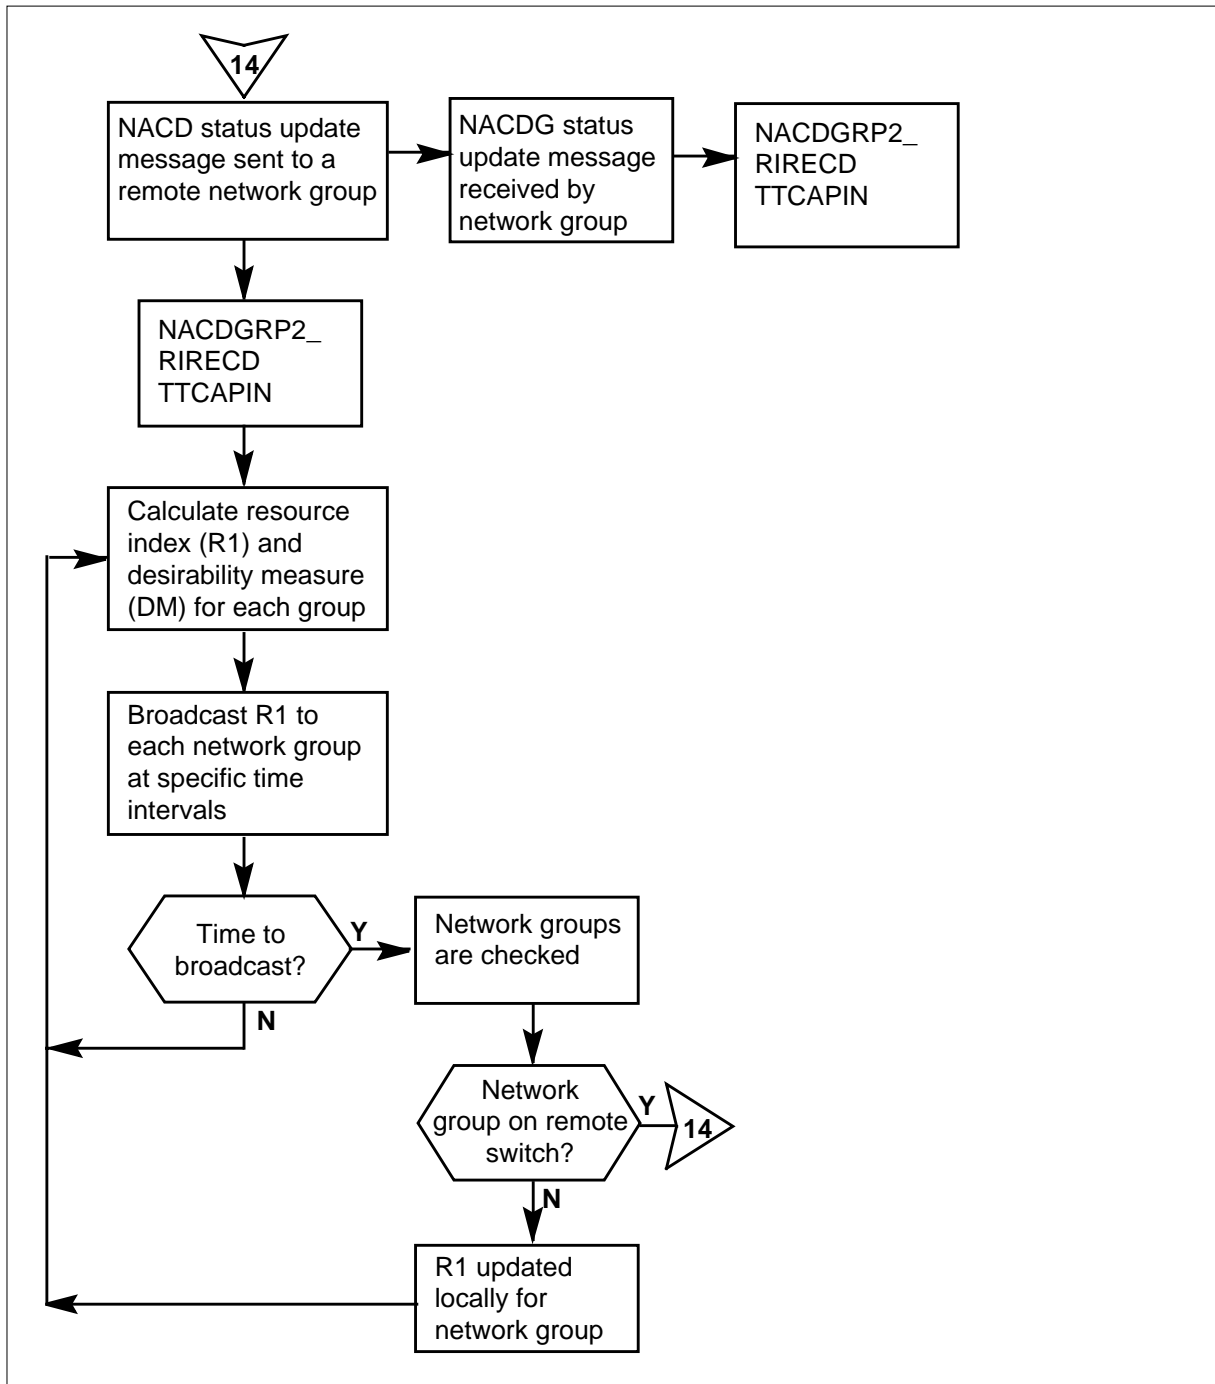 14
NACD status update
message sent to a
remote network group
NACDG status
update message
received by
network group
NACDGRP2_
RIRECD
TTCAPIN
NACDGRP2_
RIRECD
TTCAPIN
Calculate resource
index (R1) and
desirability measure
(DM) for each group
Broadcast R1 to
each network group
at specific time
intervals
Time to
broadcast?
Y
N
Network groups
are checked
Network
group on remote
switch?
Y
14
N
R1 updated
locally for
network group